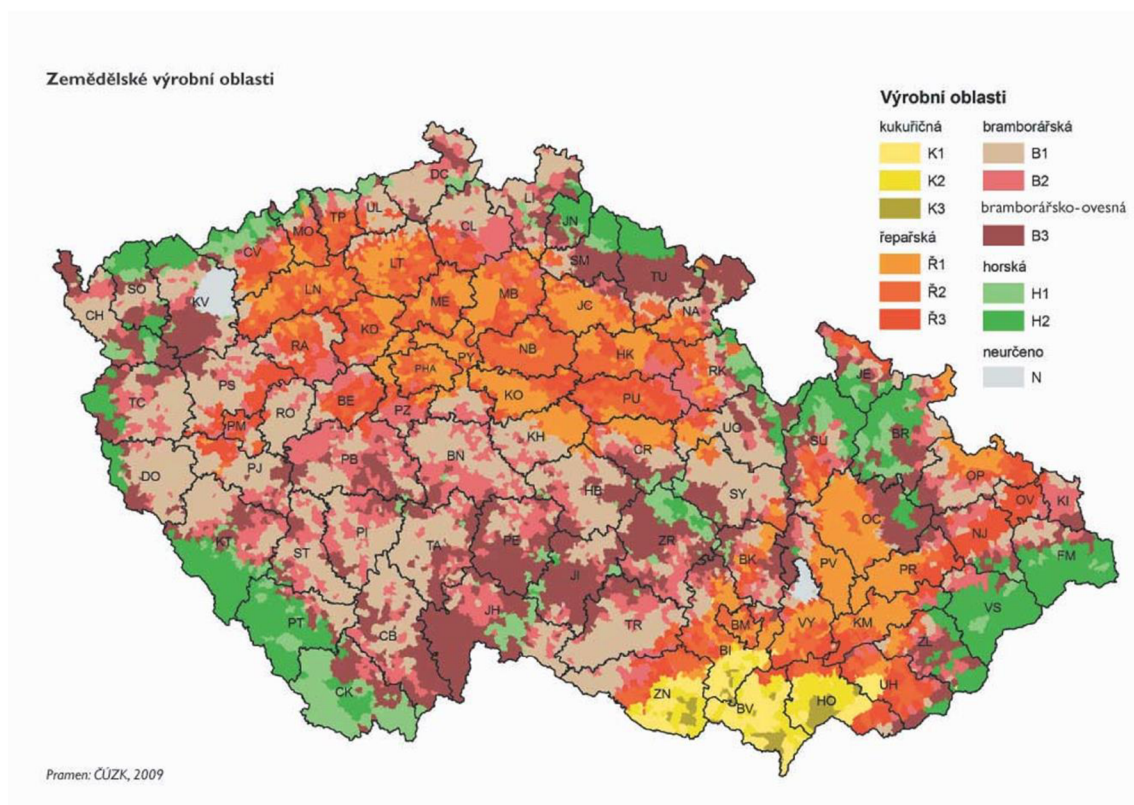 Zemědělské výrobní oblasti
Výrobní oblasti
kukuřičná
K1
K2
K3
řepařská
Ř1
Ř2
Ř3
bramborářská
B1
B2
bramborářsko-ovesná
B3
horská
H1
H2
neurčeno
N
DC
LI
UL
JN
TP
MO
CL
CV
LT
SM
TU
SO
LN
ME
MB
JC
KV
NA
CH
KD
RA
NB
HK
PY
PHA
RK
JE
PS
KO
PU
TC
BE
PZ
RO
PM
UO
SU
BR
KH
CR
BN
PB
PJ
DO
HB
SY
OP
OV
KI
OC
KT
PI
ST
TA
PE
ZR
NJ
FM
BK
PV
PR
JI
VS
JH
PT
TR
BM
VY
KM
CB
ZL
BI
UH
CK
ZN
BV
HO
Pramen: ČÚZK, 2009